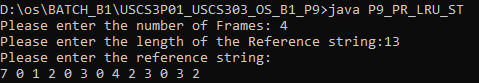 D:\os\BATCH_B1\USCS3P01_USCS303_OS_B1_P9>java P9_PR_LRU_ST
Please enter the number of Frames: 4
Please enter the length of the Reference string:13
Please enter the reference string:
7 0 1 2 0 3 0 4 2 3 0 3 2